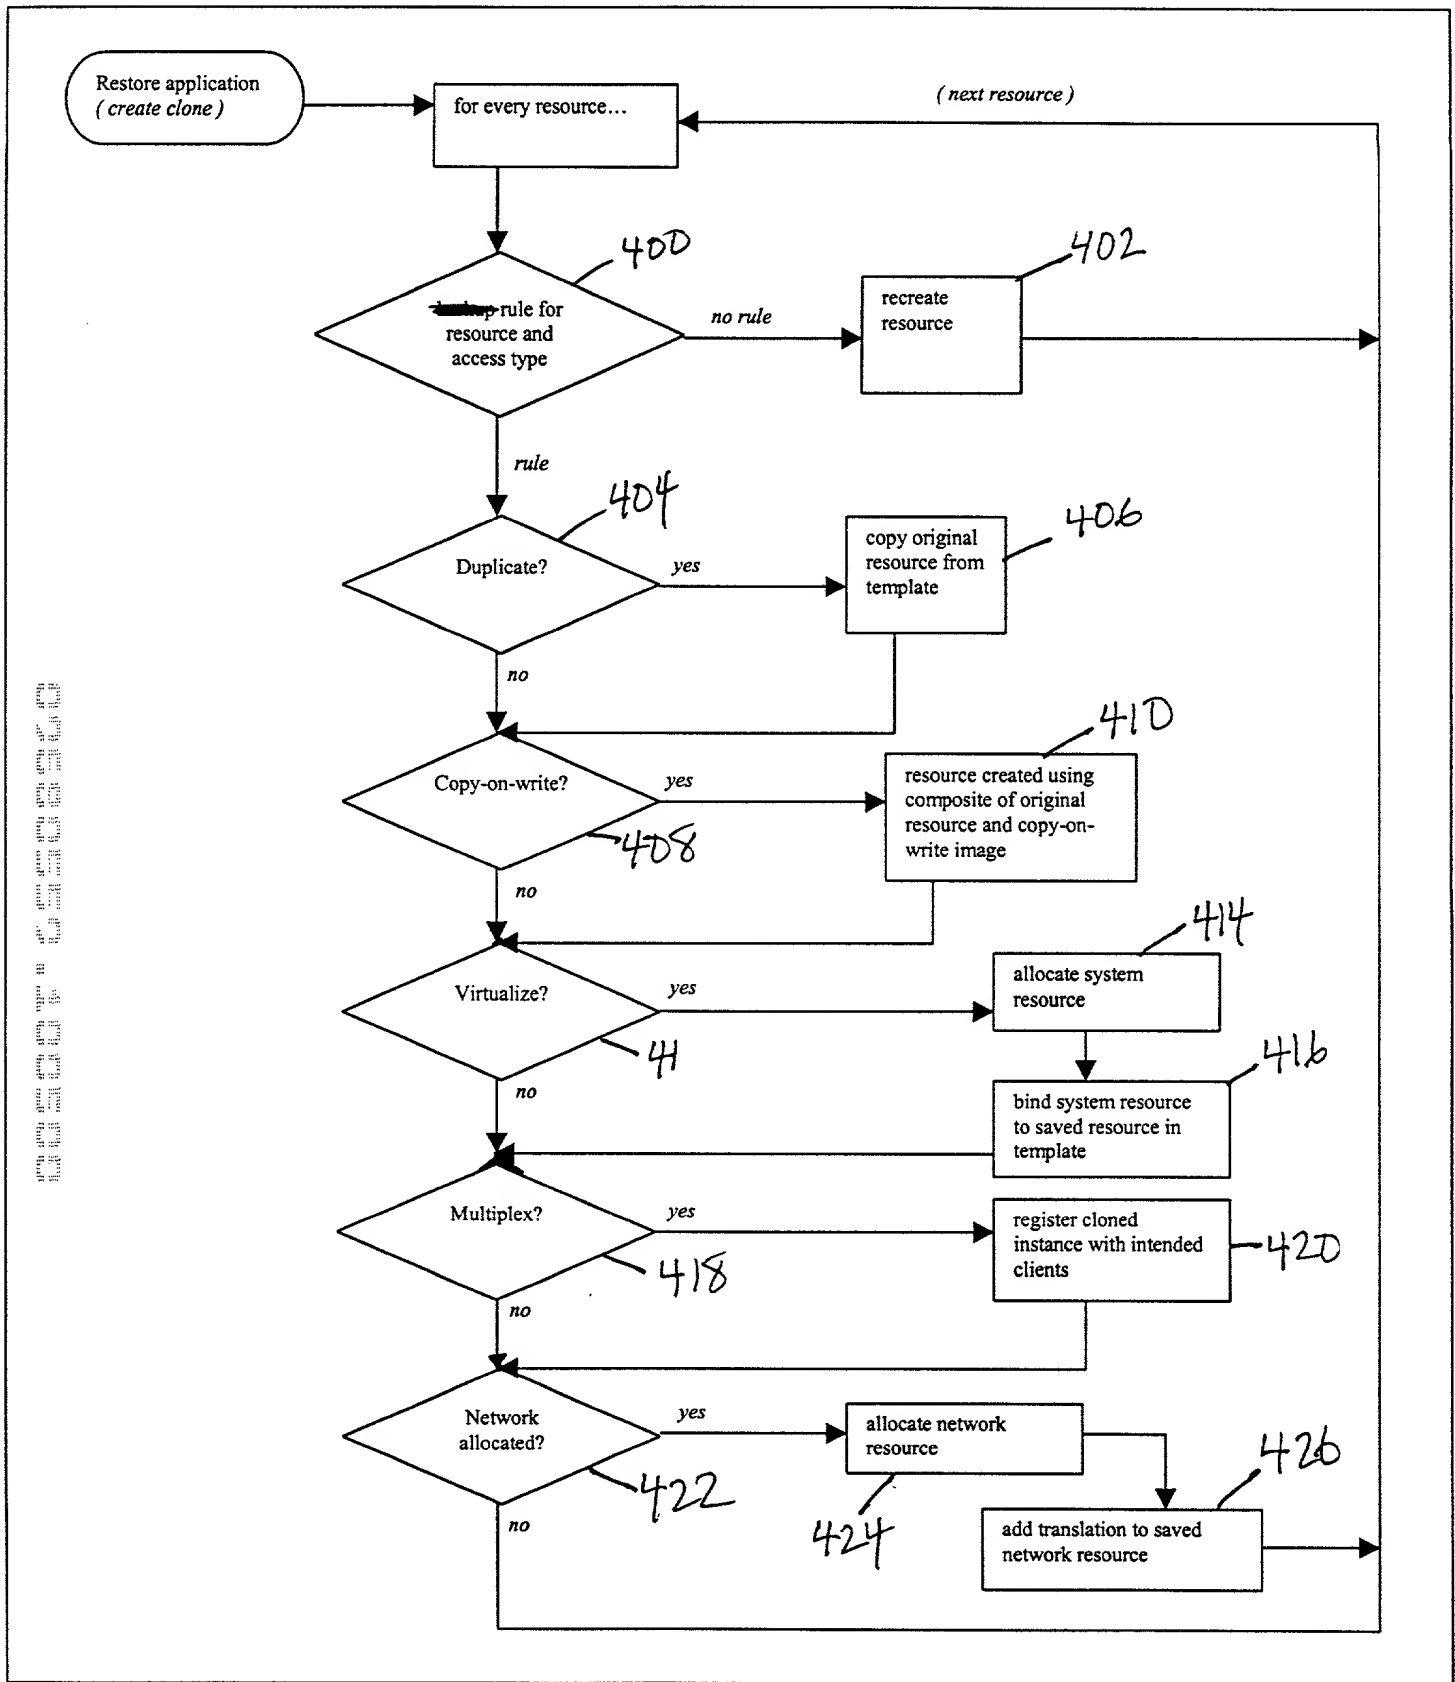 Restore application
( create clone )
for every resource...
( next resource )
400
rule for
resource and
access type
no rule
402
recreate
resource
rule
404
Duplicate?
yes
406
copy original
resource from
template
no
410
Copy-on-write?
yes
resource created using
composite of original
resource and copy-on-
write image
408
no
414
Virtualize?
yes
allocate system
resource
41
416
no
bind system resource
to saved resource in
template
Multiplex?
yes
register cloned
instance with intended
clients
420
418
no
Network
allocated?
yes
allocate network
resource
422
424
426
no
add translation to saved
network resource